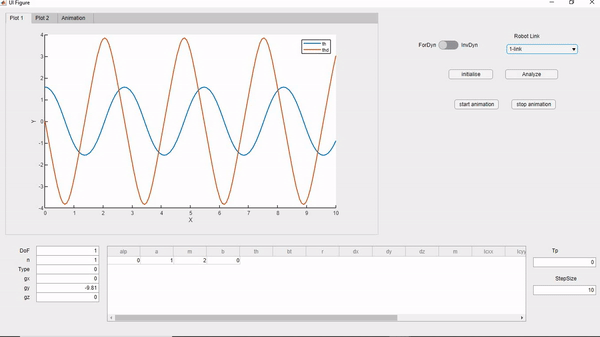 UI Figure
Plot 1 Plot 2 Animation
th
thd
4
3
2
1
0
-1
-2
-3
-4
Y
0 1 2 3 4 5 6 7 8 9 10
X
ForDyn InvDyn
Robot Link
1-link
Initialise Analyze
start animation stop animation
DoF 1
n 1
Type 0
gx 0
gy -9.81
gz 0
alp a m b th td r dx dy dz m Icxx Icyy
0 1 2 0
Tp
0
StepSize
10